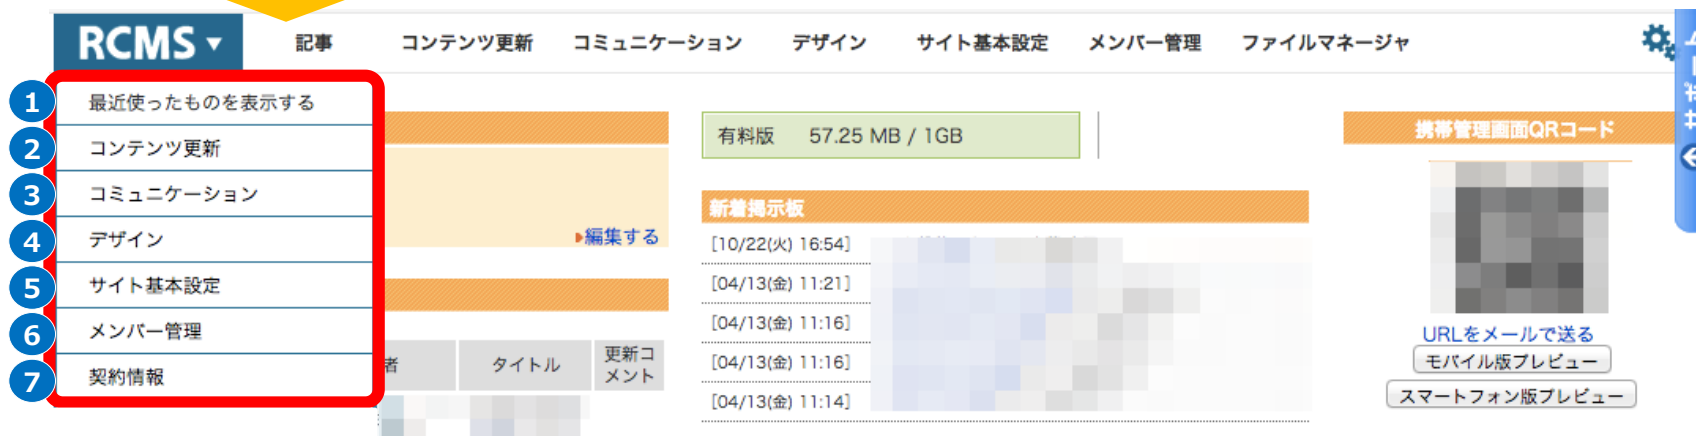 RCMS ▼ 記事 コンテンツ更新 コミュニケーション デザイン サイト基本設定 メンバー管理 ファイルマネージャ
1 最近使ったものを表示する
2 コンテンツ更新
3 コミュニケーション
4 デザイン
5 サイト基本設定
6 メンバー管理
7 契約情報
▶編集する
者 タイトル 更新コ
メント
有料版 57.25 MB / 1GB
新着掲示板
[10/22(火) 16:54]
[04/13(金) 11:21]
[04/13(金) 11:16]
[04/13(金) 11:16]
[04/13(金) 11:14]
携帯管理画面QRコード
URLをメールで送る
モバイル版プレビュー
スマートフォン版プレビュー